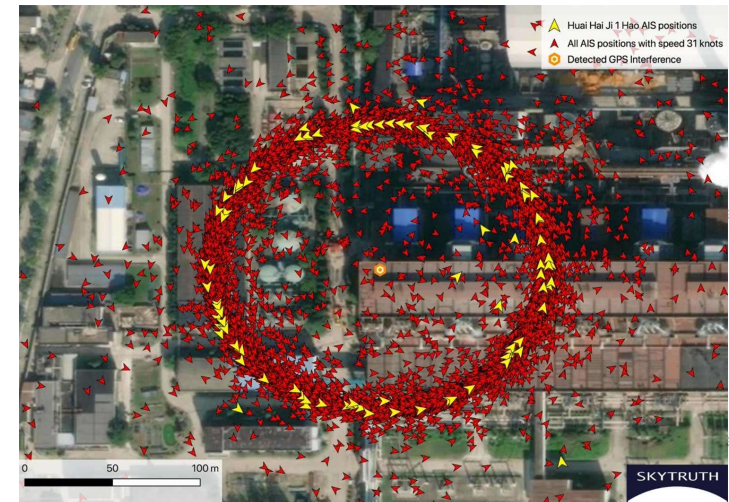 Huai Hai Ji 1 Hao AIS positions
All AIS positions with speed 31 knots
Detected GPS Interference
0 50 100 m
SKYTRUTH